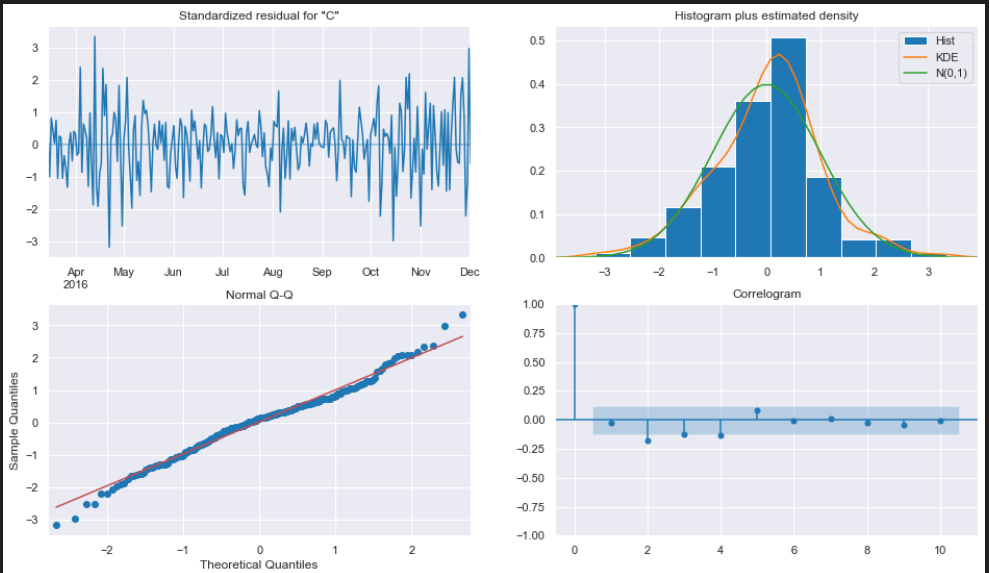 Standardized residual for "C"
3
2
1
0
−1
−2
−3
Apr May Jun Jul Aug Sep Oct Nov Dec
2016
Histogram plus estimated density
Hist
KDE
N(0,1)
0.5
0.4
0.3
0.2
0.1
0.0
−3 −2 −1 0 1 2 3
Normal Q-Q
Sample Quantiles
3
2
1
0
−1
−2
−3
−2 −1 0 1 2
Theoretical Quantiles
Correlogram
1.00
0.75
0.50
0.25
0.00
−0.25
−0.50
−0.75
−1.00
0 2 4 6 8 10